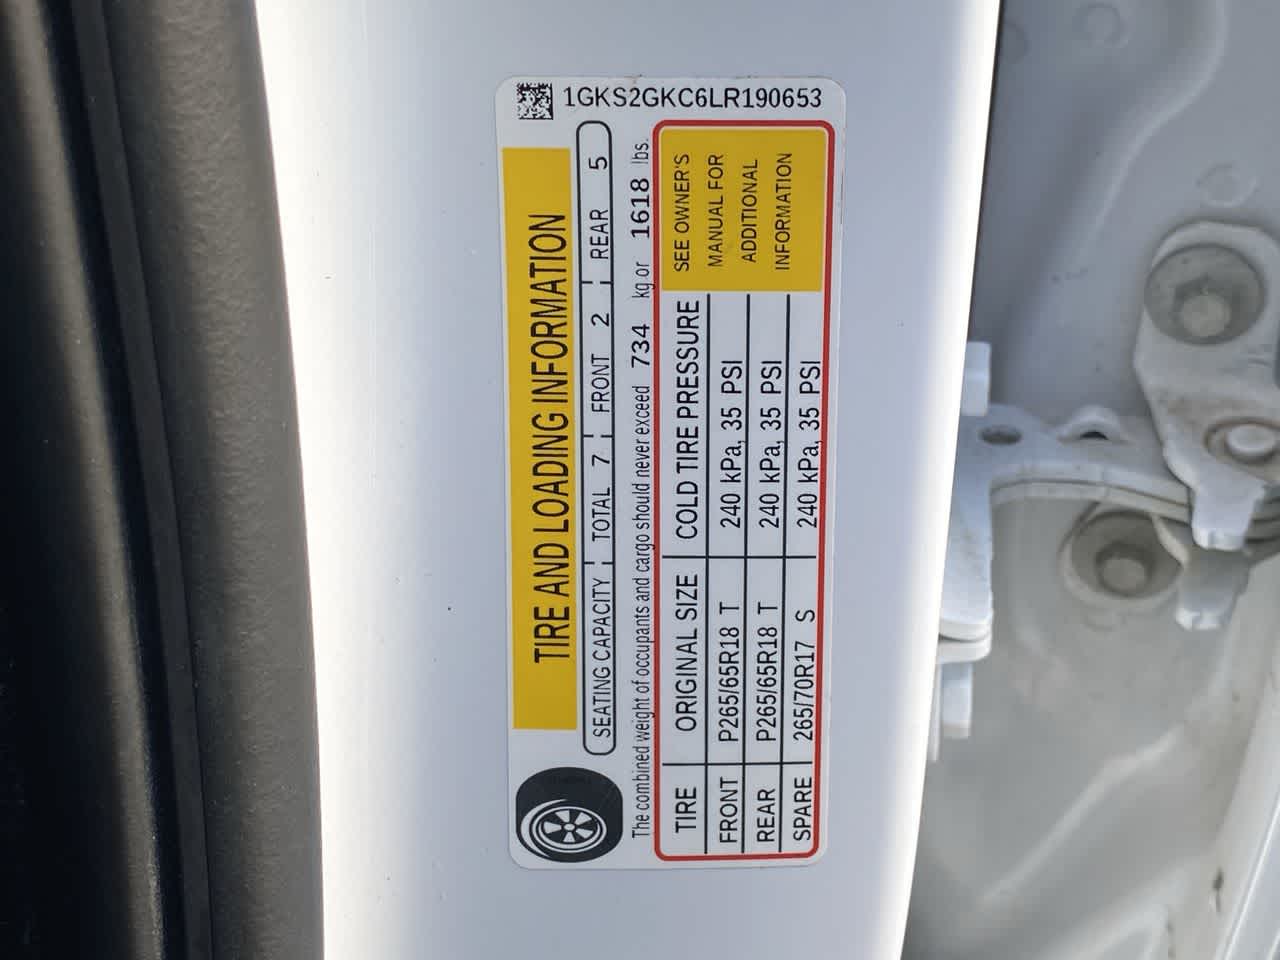 1GKS2GKC6LR190653
TIRE AND LOADING INFORMATION
SEATING CAPACITY TOTAL 7 FRONT 2 REAR 5
The combined weight of occupants and cargo should never exceed 734 kg or 1618 lbs.
TIRE ORIGINAL SIZE COLD TIRE PRESSURE
FRONT P265/65R18 T 240 kPa, 35 PSI
REAR P265/65R18 T 240 kPa, 35 PSI
SPARE 265/70R17 S 240 kPa, 35 PSI
SEE OWNER'S
MANUAL FOR
ADDITIONAL
INFORMATION